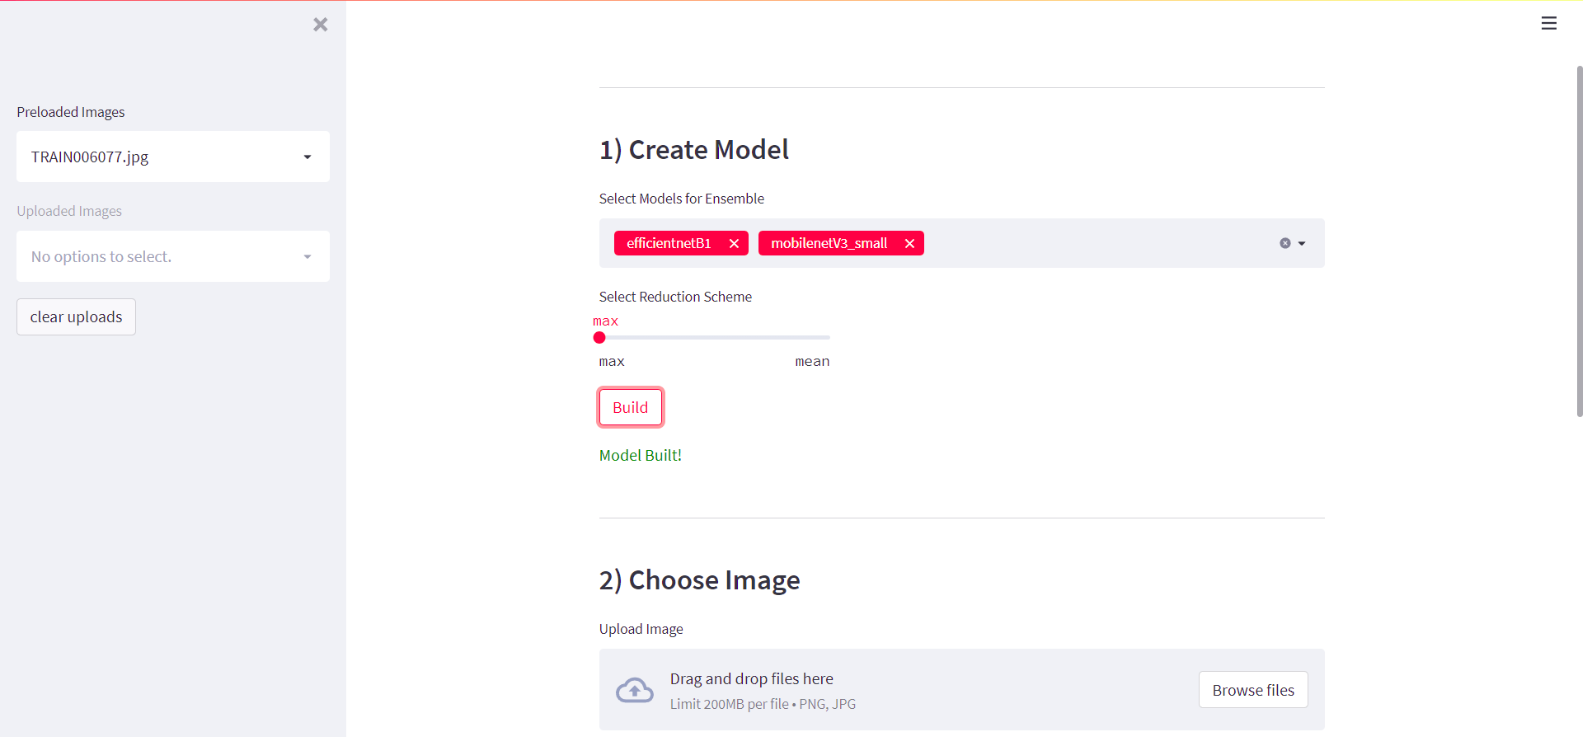 Preloaded Images
TRAIN006077.jpg
Uploaded Images
No options to select.
clear uploads
1) Create Model
Select Models for Ensemble
efficientnetB1
mobilenetV3_small
Select Reduction Scheme
max
max
mean
Build
Model Built!
2) Choose Image
Upload Image
Drag and drop files here
Limit 200MB per file • PNG, JPG
Browse files